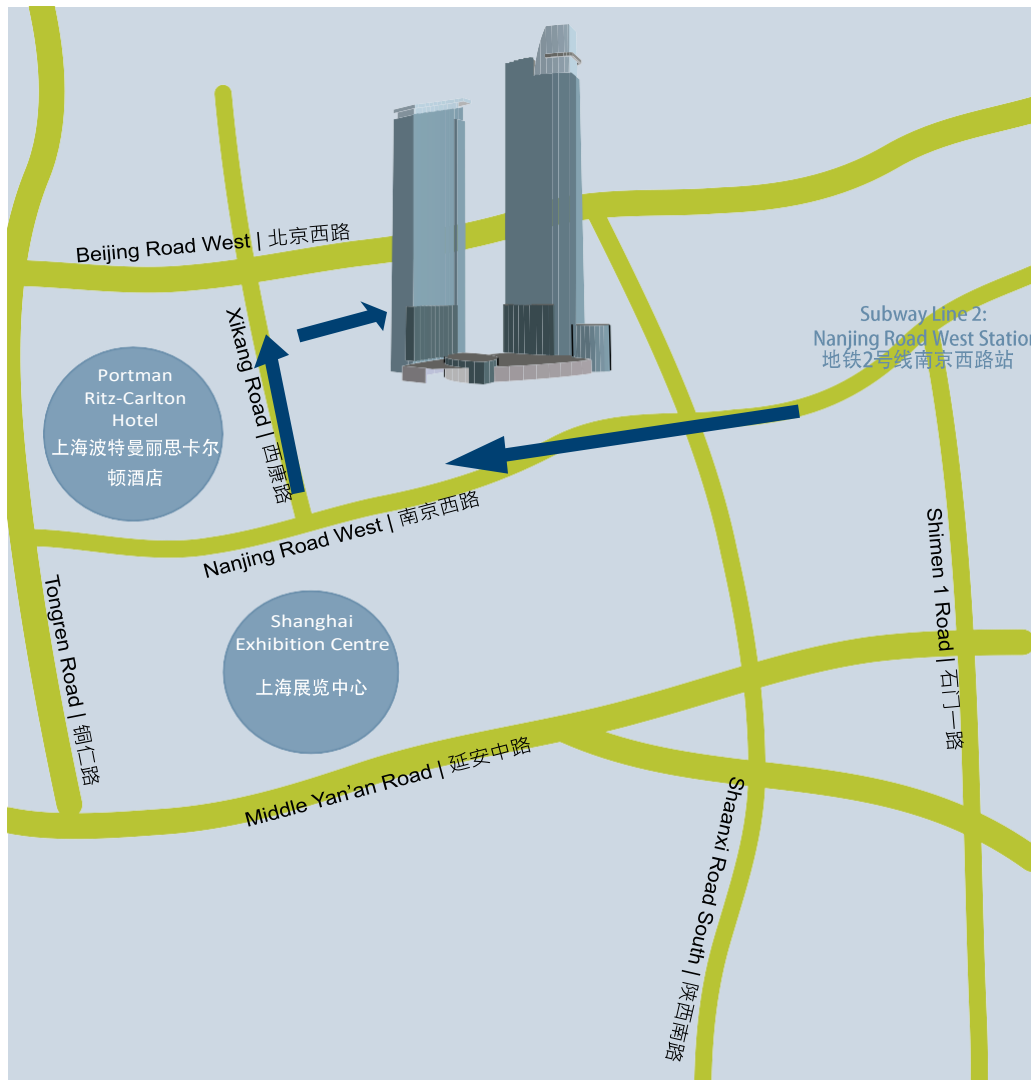 Beijing Road West | 北京西路
Xikang Road | 西康路
Subway Line 2:
Nanjing Road West Station
地铁2号线南京西路站
Portman
Ritz-Carlton
Hotel
上海波特曼丽思卡尔
顿酒店
Nanjing Road West | 南京西路
Shimen 1 Road | 石门一路
Tongren Road | 铜仁路
Shanghai
Exhibition Centre
上海展览中心
Middle Yan’an Road | 延安中路
Shaanxi Road South | 陕西南路